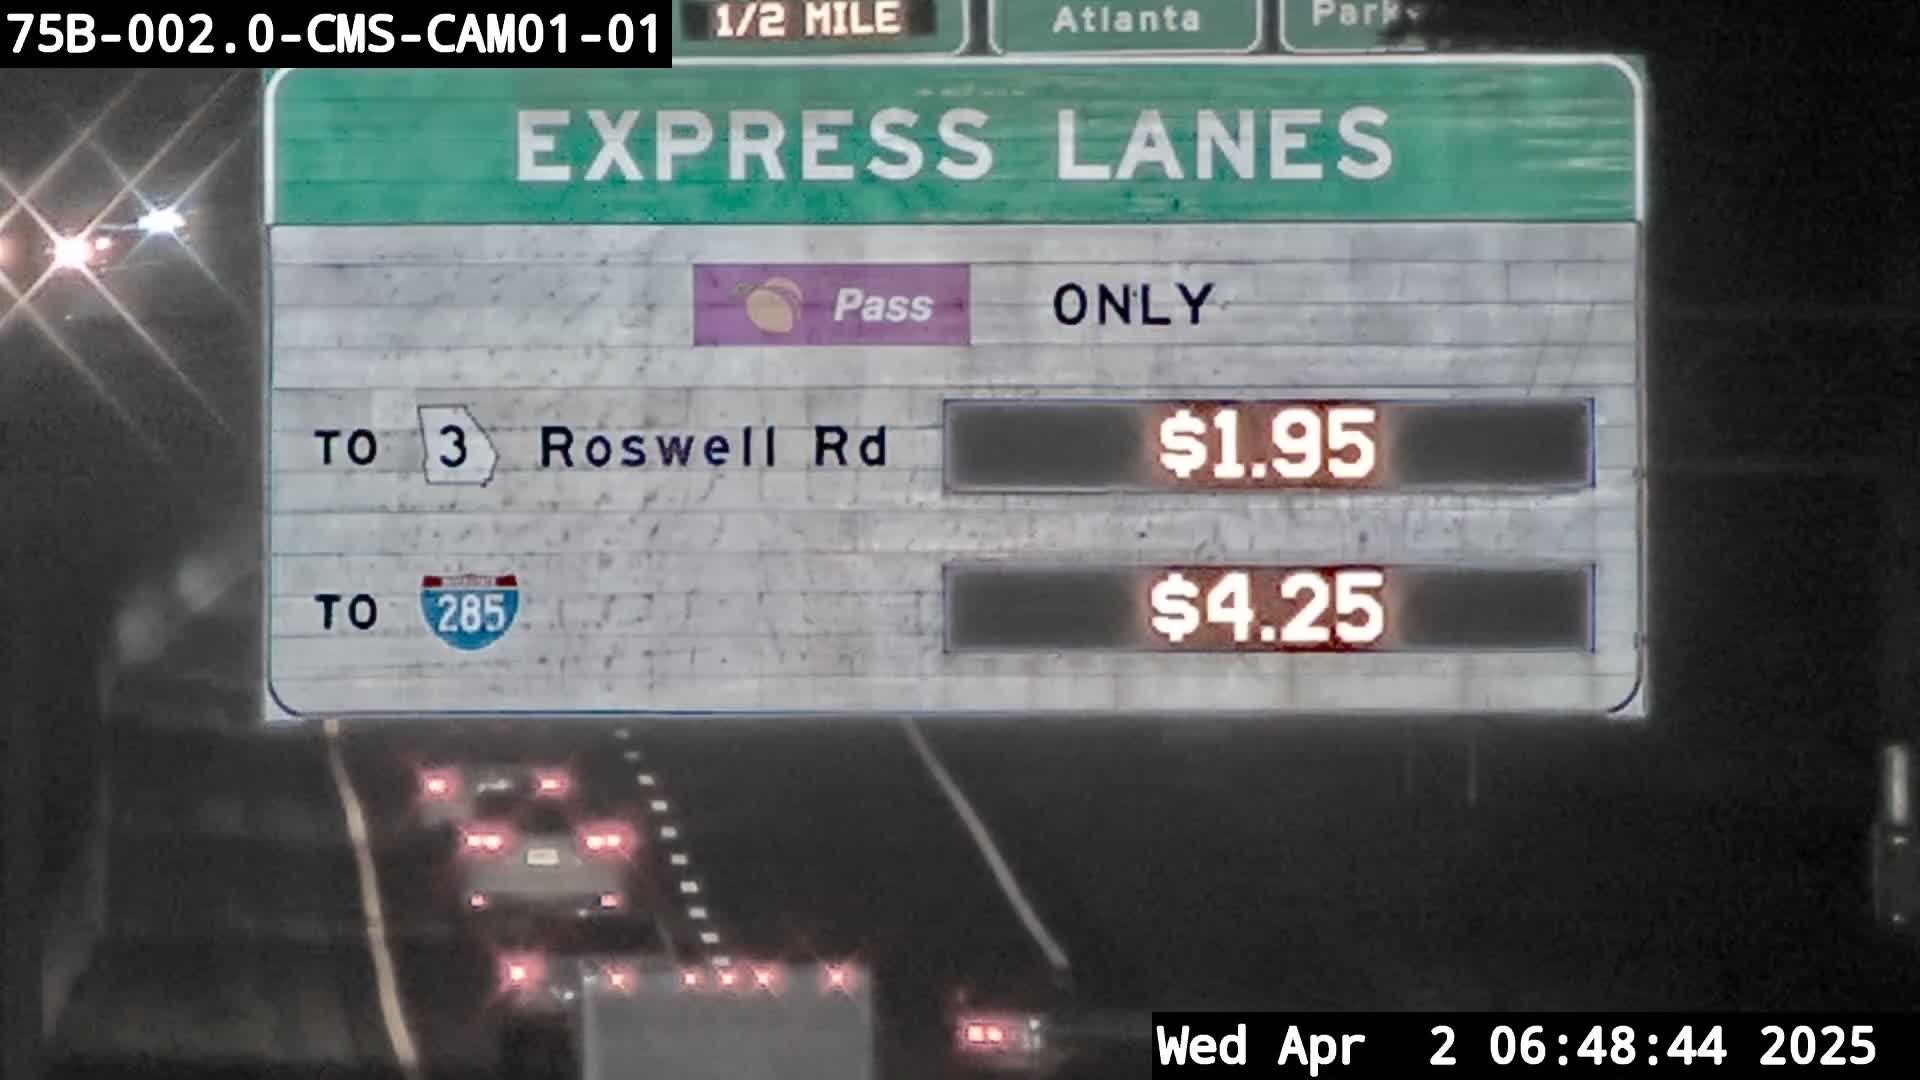 75B-002.0-CMS-CAM01-01
1/2 MILE
Atlanta
Park
EXPRESS LANES
Pass ONLY
TO 3 Roswell Rd $1.95
TO 285 $4.25
Wed Apr 2 06:48:44 2025